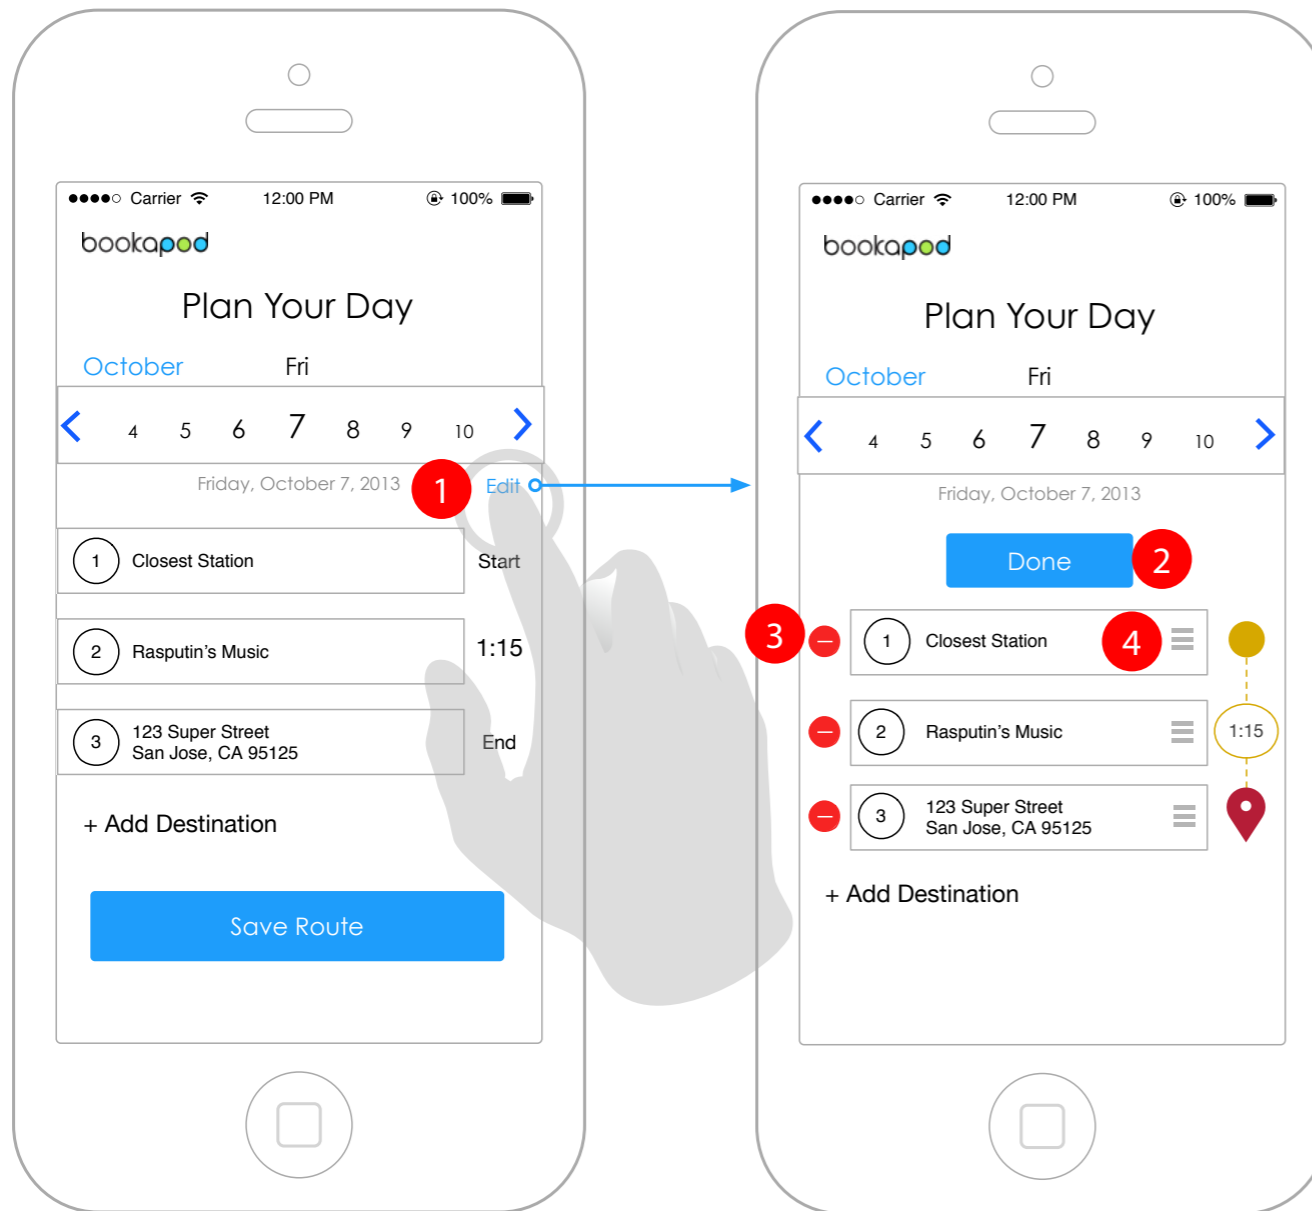 Carrier 12:00 PM 100%
bookapod
Plan Your Day
October Fri
4 5 6 7 8 9 10
Friday, October 7, 2013 1 Edit
1 Closest Station Start
2 Rasputin's Music 1:15
3 123 Super Street
San Jose, CA 95125
End
+ Add Destination
Save Route
Carrier 12:00 PM 100%
bookapod
Plan Your Day
October Fri
4 5 6 7 8 9 10
Friday, October 7, 2013
Done 2
3 1 Closest Station 4
2 Rasputin's Music 1:15
3 123 Super Street
San Jose, CA 95125
+ Add Destination